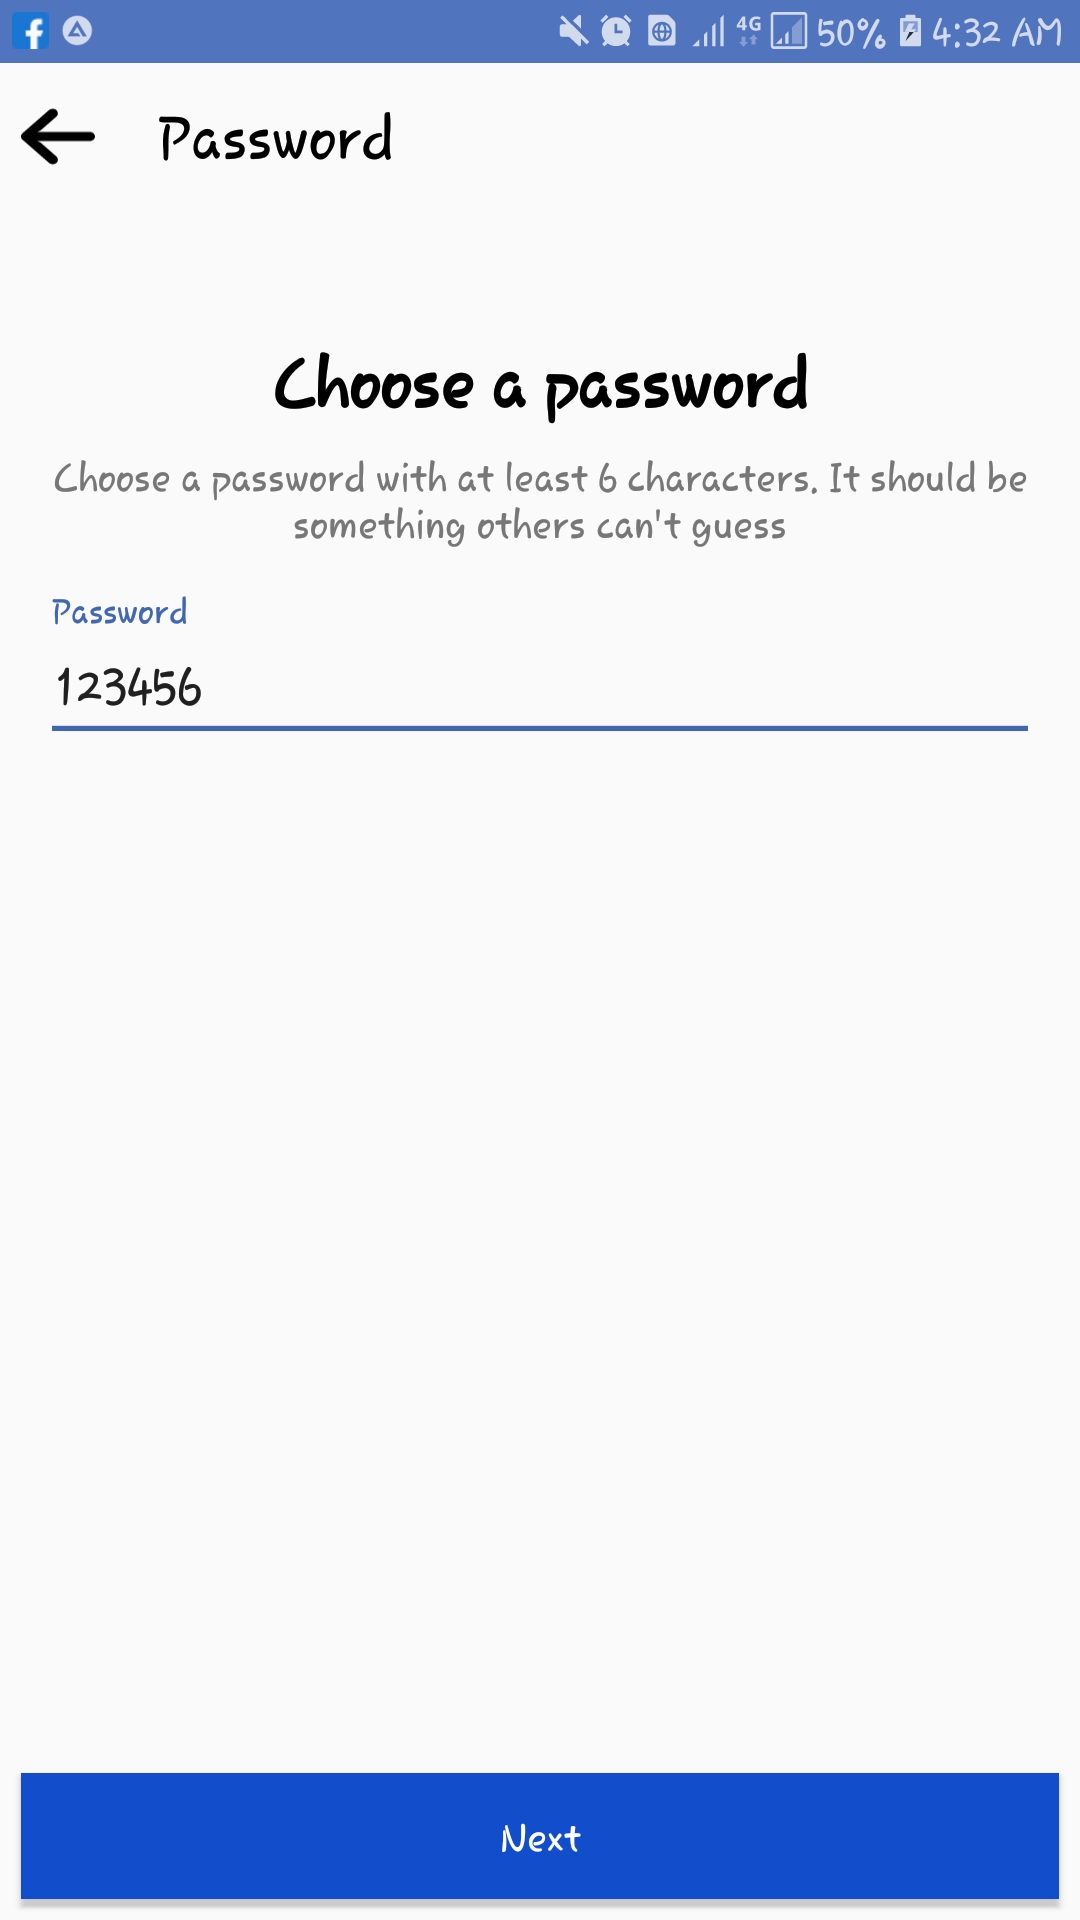 4G 50% 4:32 AM
Password
Choose a password
Choose a password with at least 6 characters. It should be
something others can't guess
Password
123456
Next